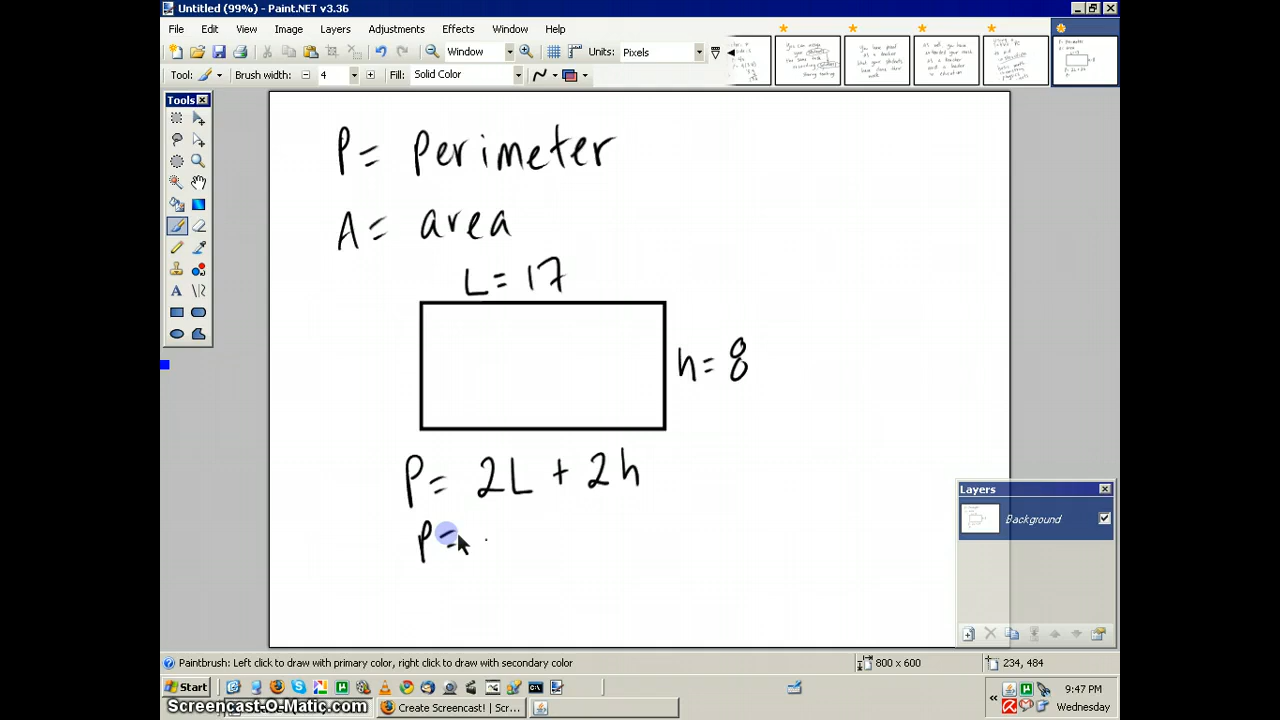 Untitled (99%) - Paint.NET v3.36
File Edit View Image Layers Adjustments Effects Window Help
Window Units: Pixels
Tool: Brush width: Fill: Solid Color
Tools
P= Perimeter
A= area
L= 17
h= 8
P= 2L + 2h
P=
Layers
Background
Paintbrush: Left click to draw with primary color, right click to draw with secondary color 800 x 600 234, 484
Start Create Screencast! | Scr... 9:47 PM
Wednesday
Screencast-O-Matic.com